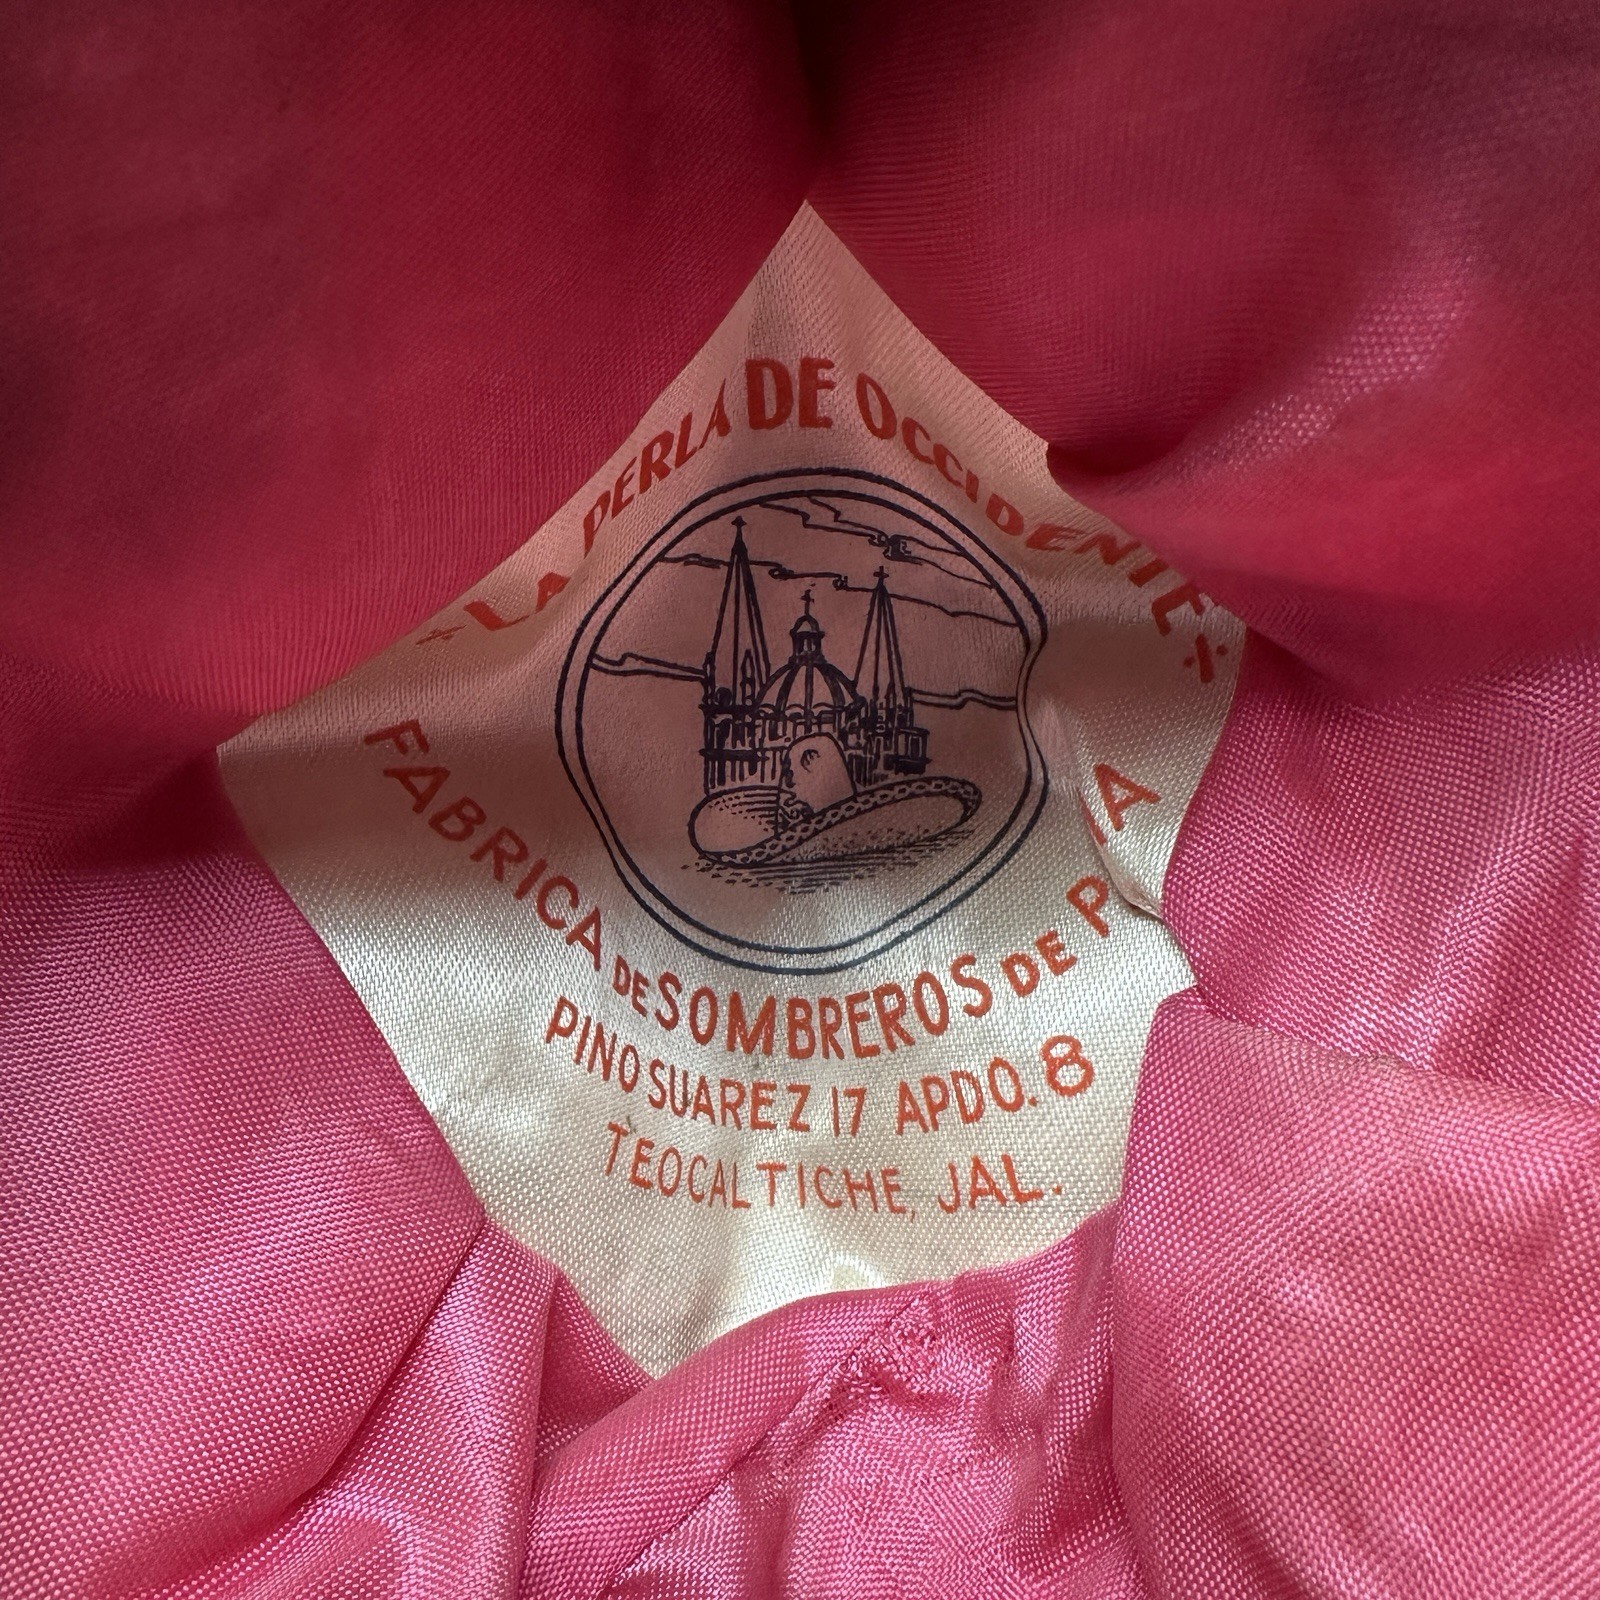 LA PERLA DE OCCIDENTE
FABRICA DE SOMBREROS DE
PINO SUAREZ 17 APDO. 8
TEOCALTICHE, JAL.